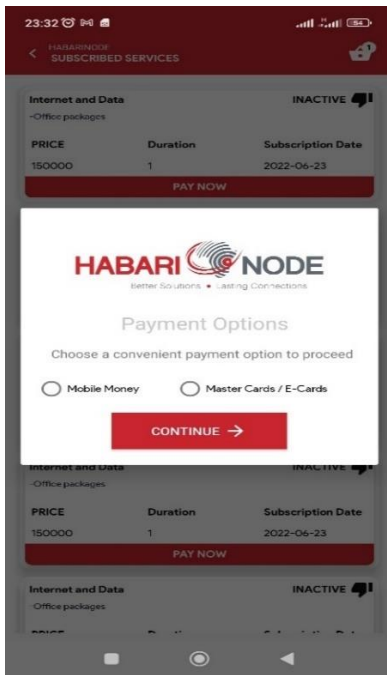 23:32
54
HABARINODE
SUBSCRIBED SERVICES
Internet and Data INACTIVE
-Office packages
PRICE Duration Subscription Date
150000 1 2022-06-23
PAY NOW
HABARI NODE
Better Solutions • Lasting Connections
Payment Options
Choose a convenient payment option to proceed
Mobile Money Master Cards / E-Cards
CONTINUE →
Internet and Data INACTIVE
-Office packages
PRICE Duration Subscription Date
150000 1 2022-06-23
PAY NOW
Internet and Data INACTIVE
-Office packages